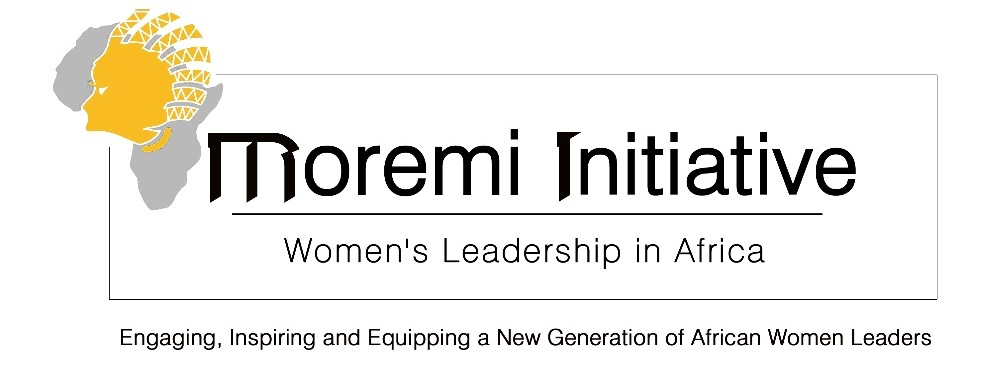 Moremi Initiative
Women's Leadership in Africa
Engaging, Inspiring and Equipping a New Generation of African Women Leaders